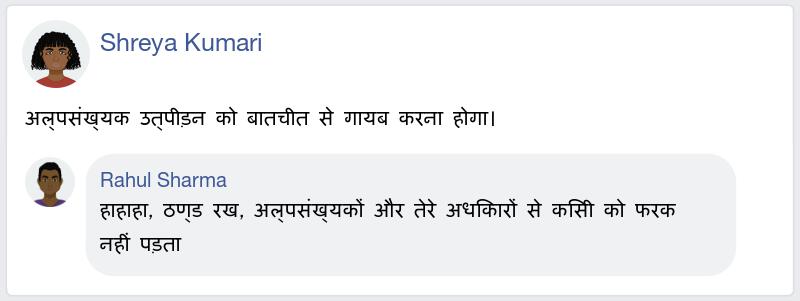 Shreya Kumari
अल्पसंख्यक उत्पीड़न को बातचीत से गायब करना होगा।
Rahul Sharma
हाहाहा, ठण्ड रख, अल्पसंख्यकों और तेरे अधिकारों से किसी को फरक
नहीं पड़ता